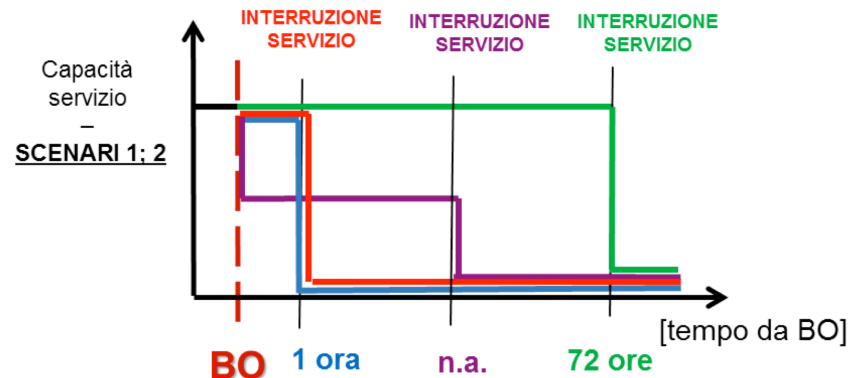 INTERRUZIONE
SERVIZIO
INTERRUZIONE
SERVIZIO
INTERRUZIONE
SERVIZIO
Capacità
servizio
–
SCENARI 1; 2
[tempo da BO]
BO
1 ora
n.a.
72 ore